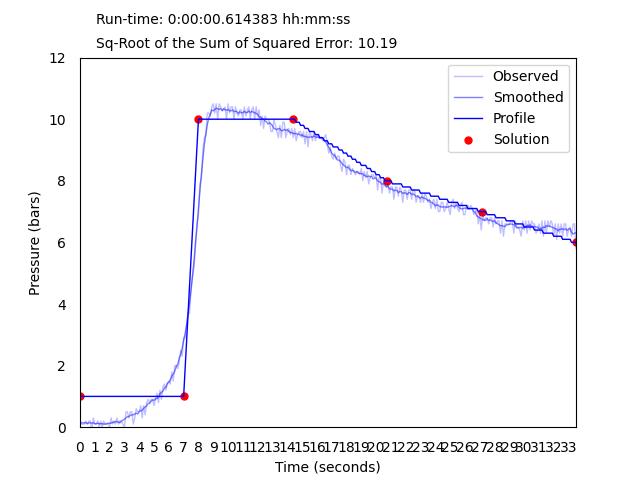 Run-time: 0:00:00.614383 hh:mm:ss
Sq-Root of the Sum of Squared Error: 10.19
12
10
8
6
4
2
0
Pressure (bars)
Observed
Smoothed
Profile
Solution
0 1 2 3 4 5 6 7 8 9 10 11 12 13 14 15 16 17 18 19 20 21 22 23 24 25 26 27 28 29 30 31 32 33
Time (seconds)